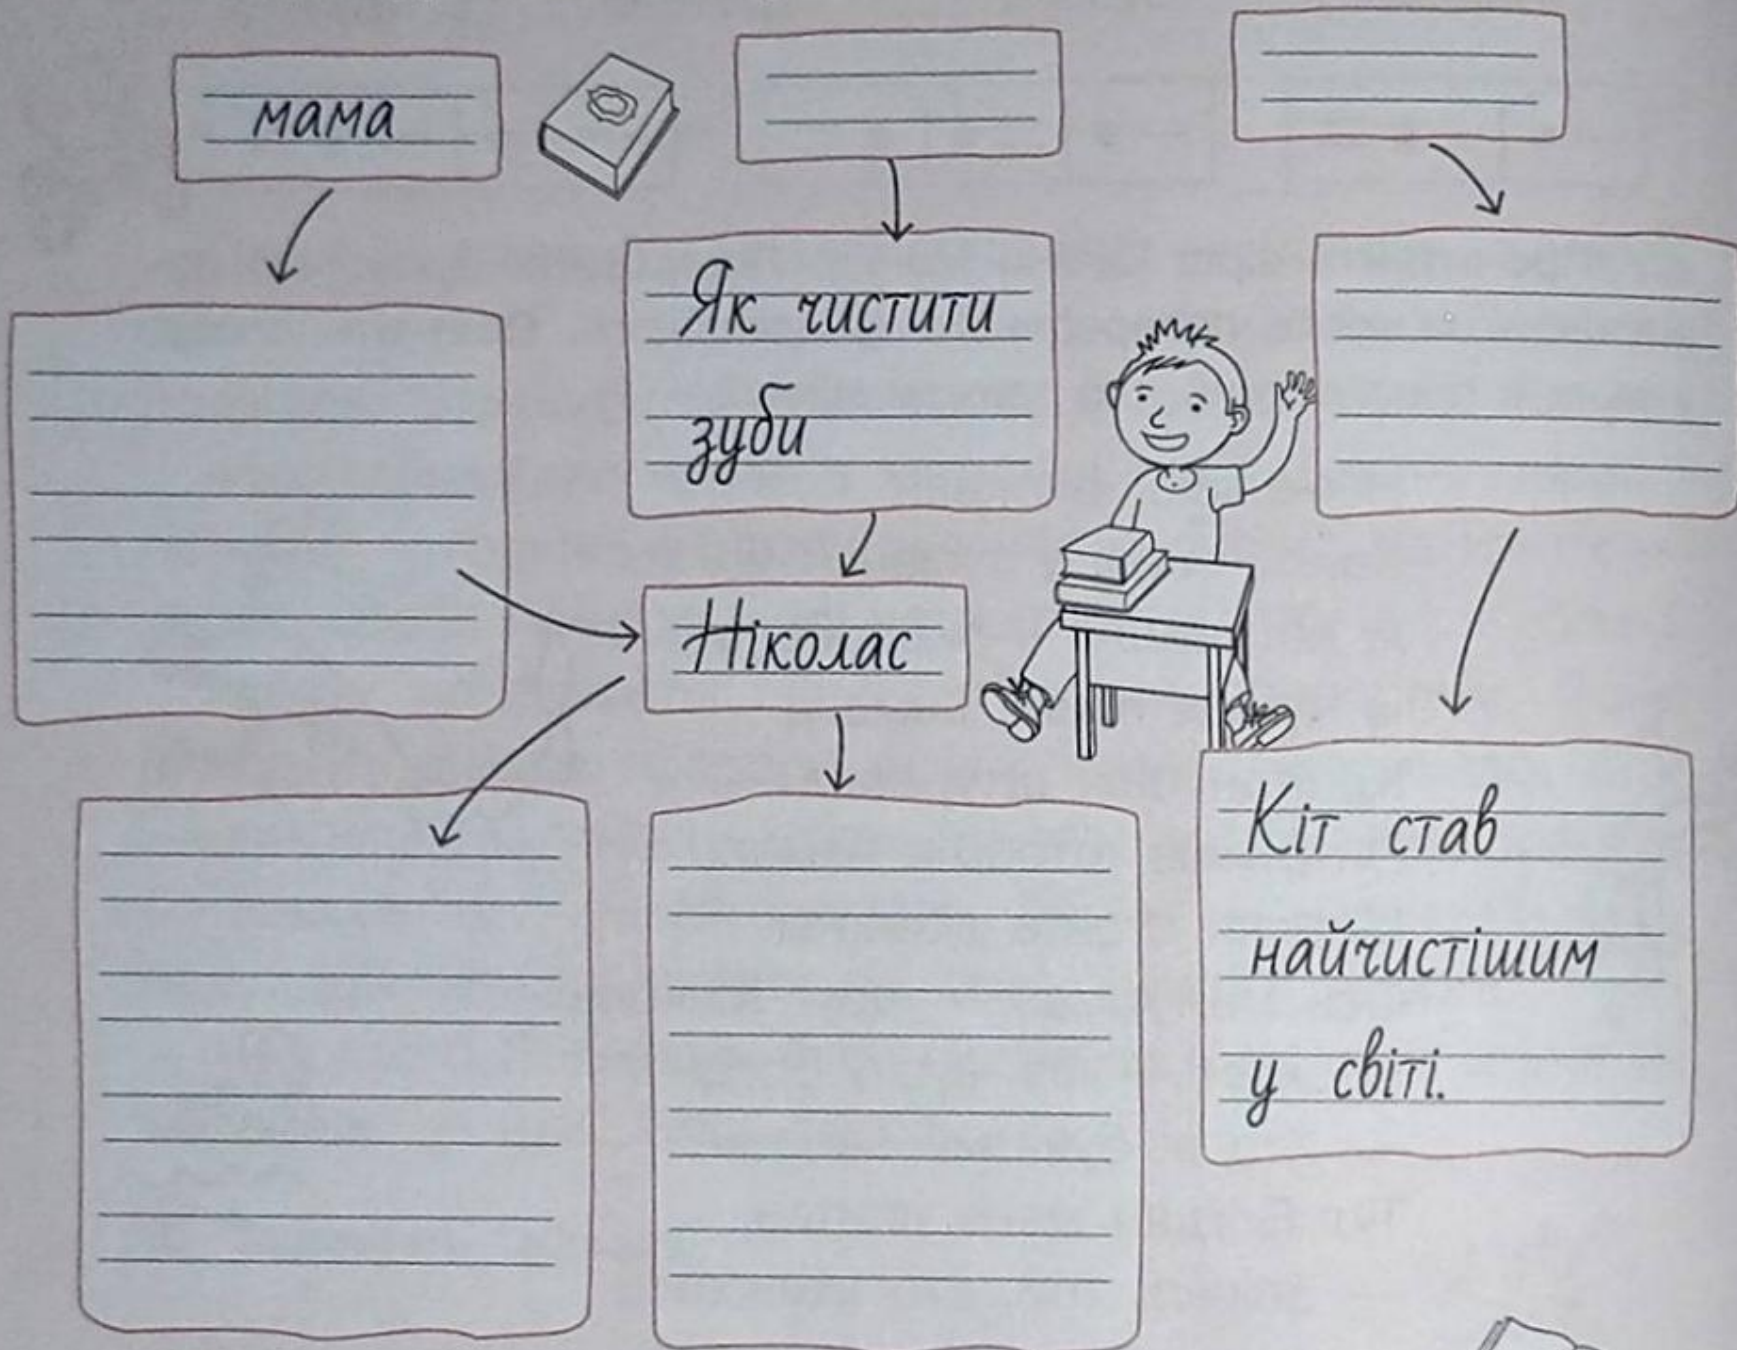 мама
Як чистити
зуби
Ніколас
Кіт став
найчистішим
у світі.